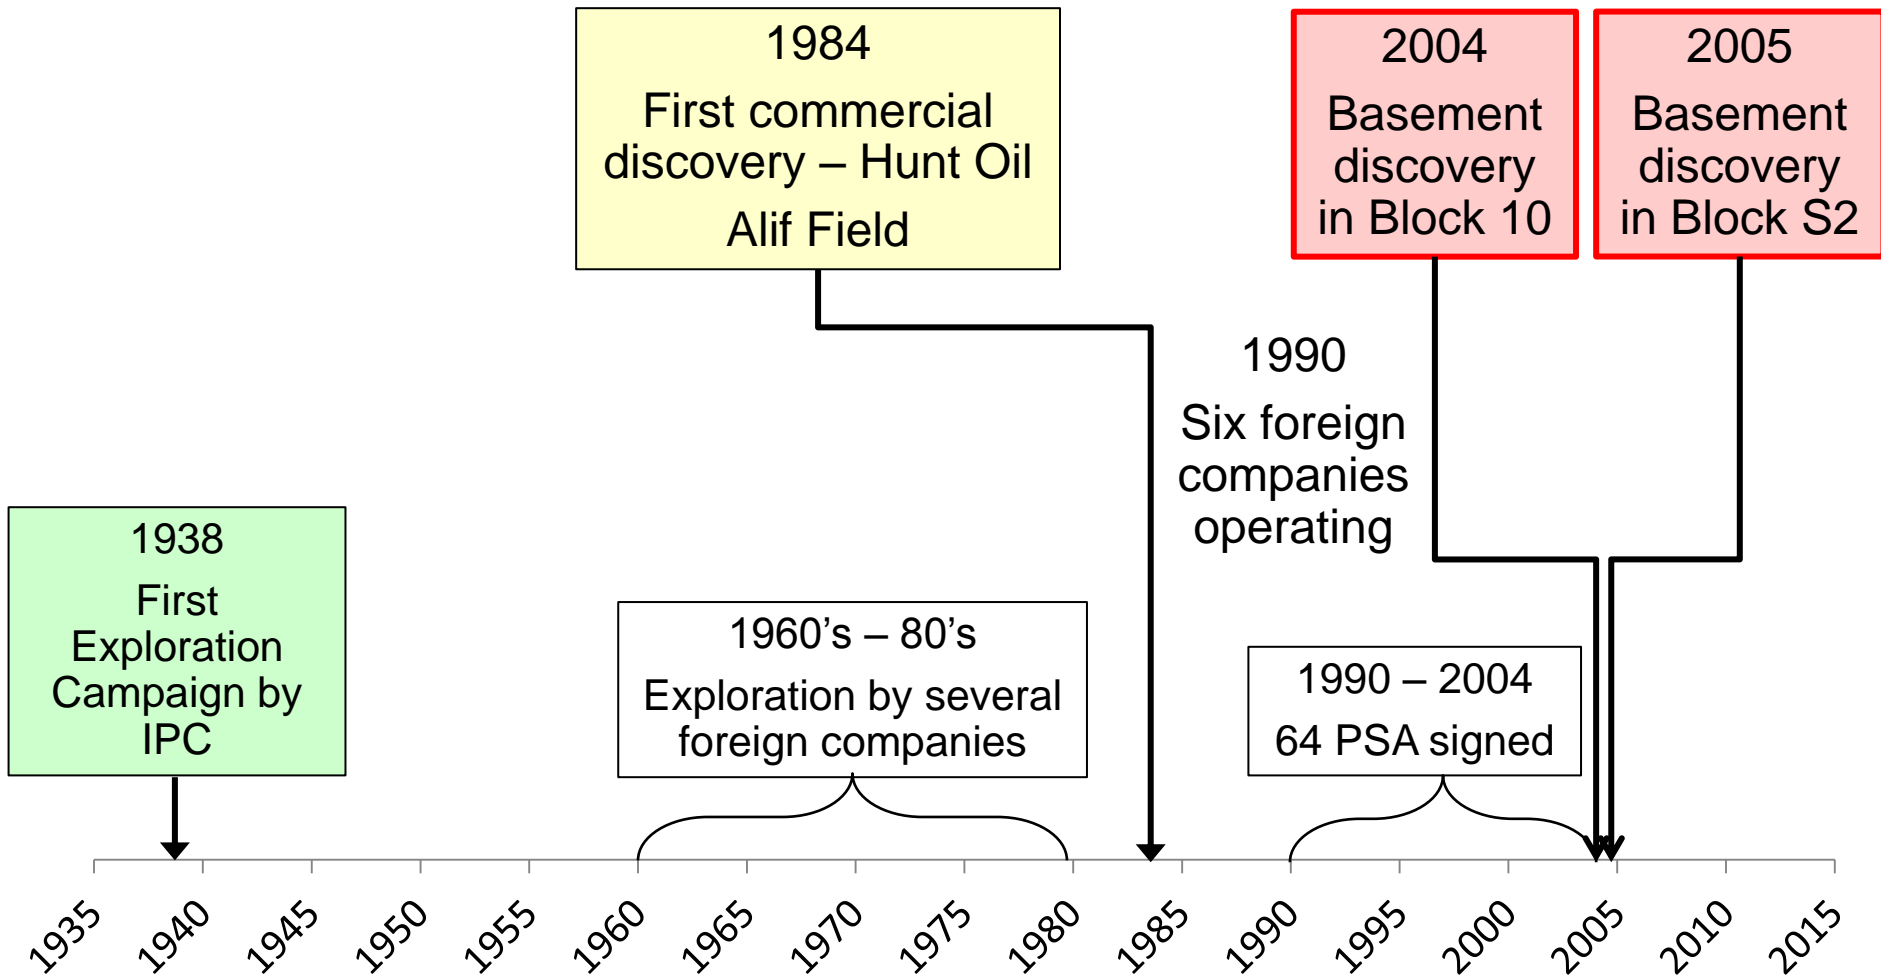 1984
First commercial
discovery – Hunt Oil
Alif Field
2004
Basement
discovery
in Block 10
2005
Basement
discovery
in Block S2
1990
Six foreign
companies
operating
1938
First
Exploration
Campaign by
IPC
1960’s – 80’s
Exploration by several
foreign companies
1990 – 2004
64 PSA signed
1935
1940
1945
1950
1955
1960
1965
1970
1975
1980
1985
1990
1995
2000
2005
2010
2015